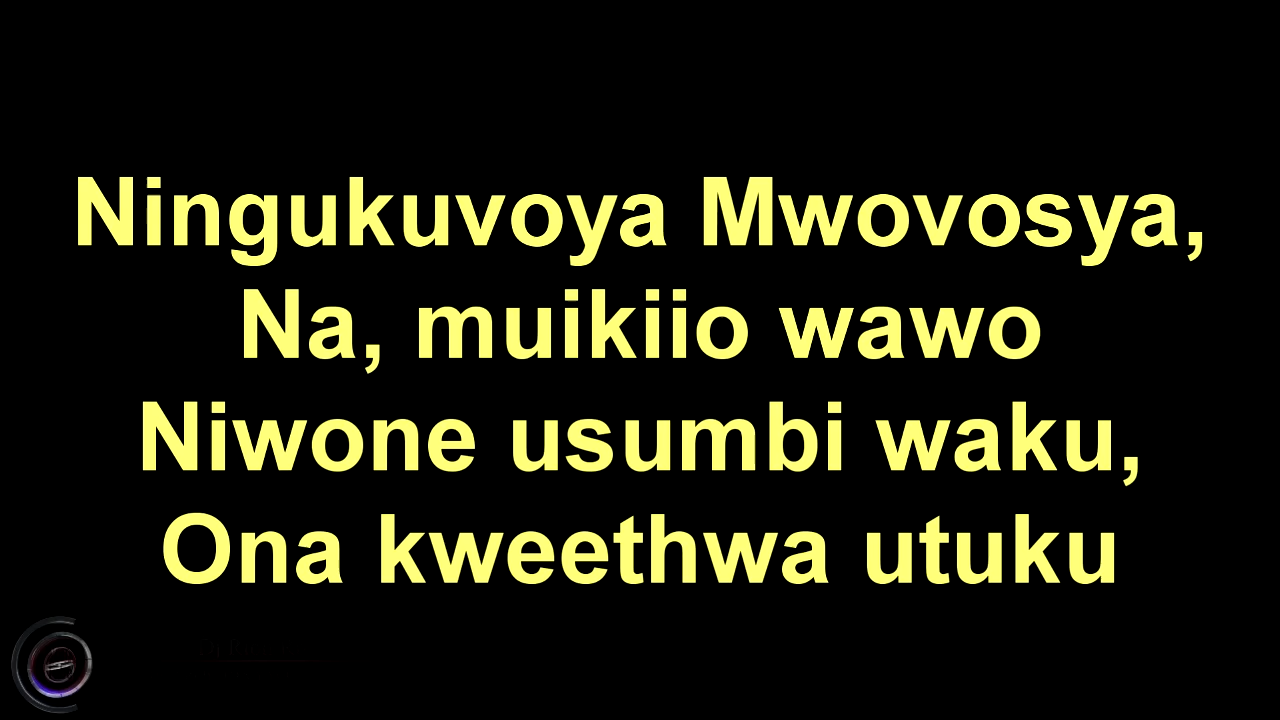 Ningukuvoya Mwovosya,
Na, muikiio wawo
Niwone usumbi waku,
Ona kweethwa utuku